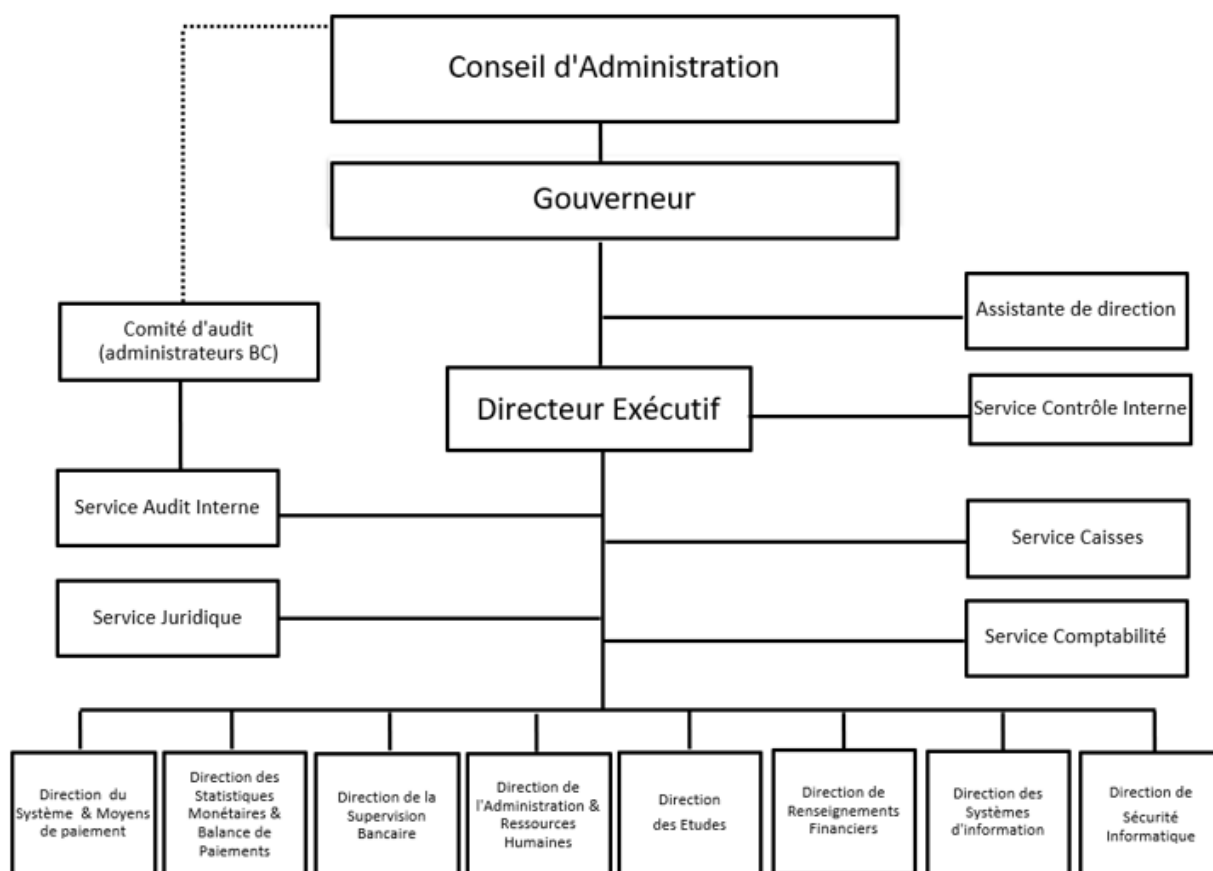 Conseil d'Administration
Gouverneur
Assistante de direction
Comité d'audit
(administrateurs BC)
Directeur Exécutif
Service Contrôle Interne
Service Audit Interne
Service Caisses
Service Juridique
Service Comptabilité
Direction du
Système & Moyens
de paiement
Direction des
Statistiques
Monétaires &
Balance de
Paiements
Direction de la
Supervision
Bancaire
Direction de
l'Administration &
Ressources
Humaines
Direction
des Etudes
Direction de
Renseignements
Financiers
Direction des
Systèmes
d'information
Direction de
Sécurité
Informatique